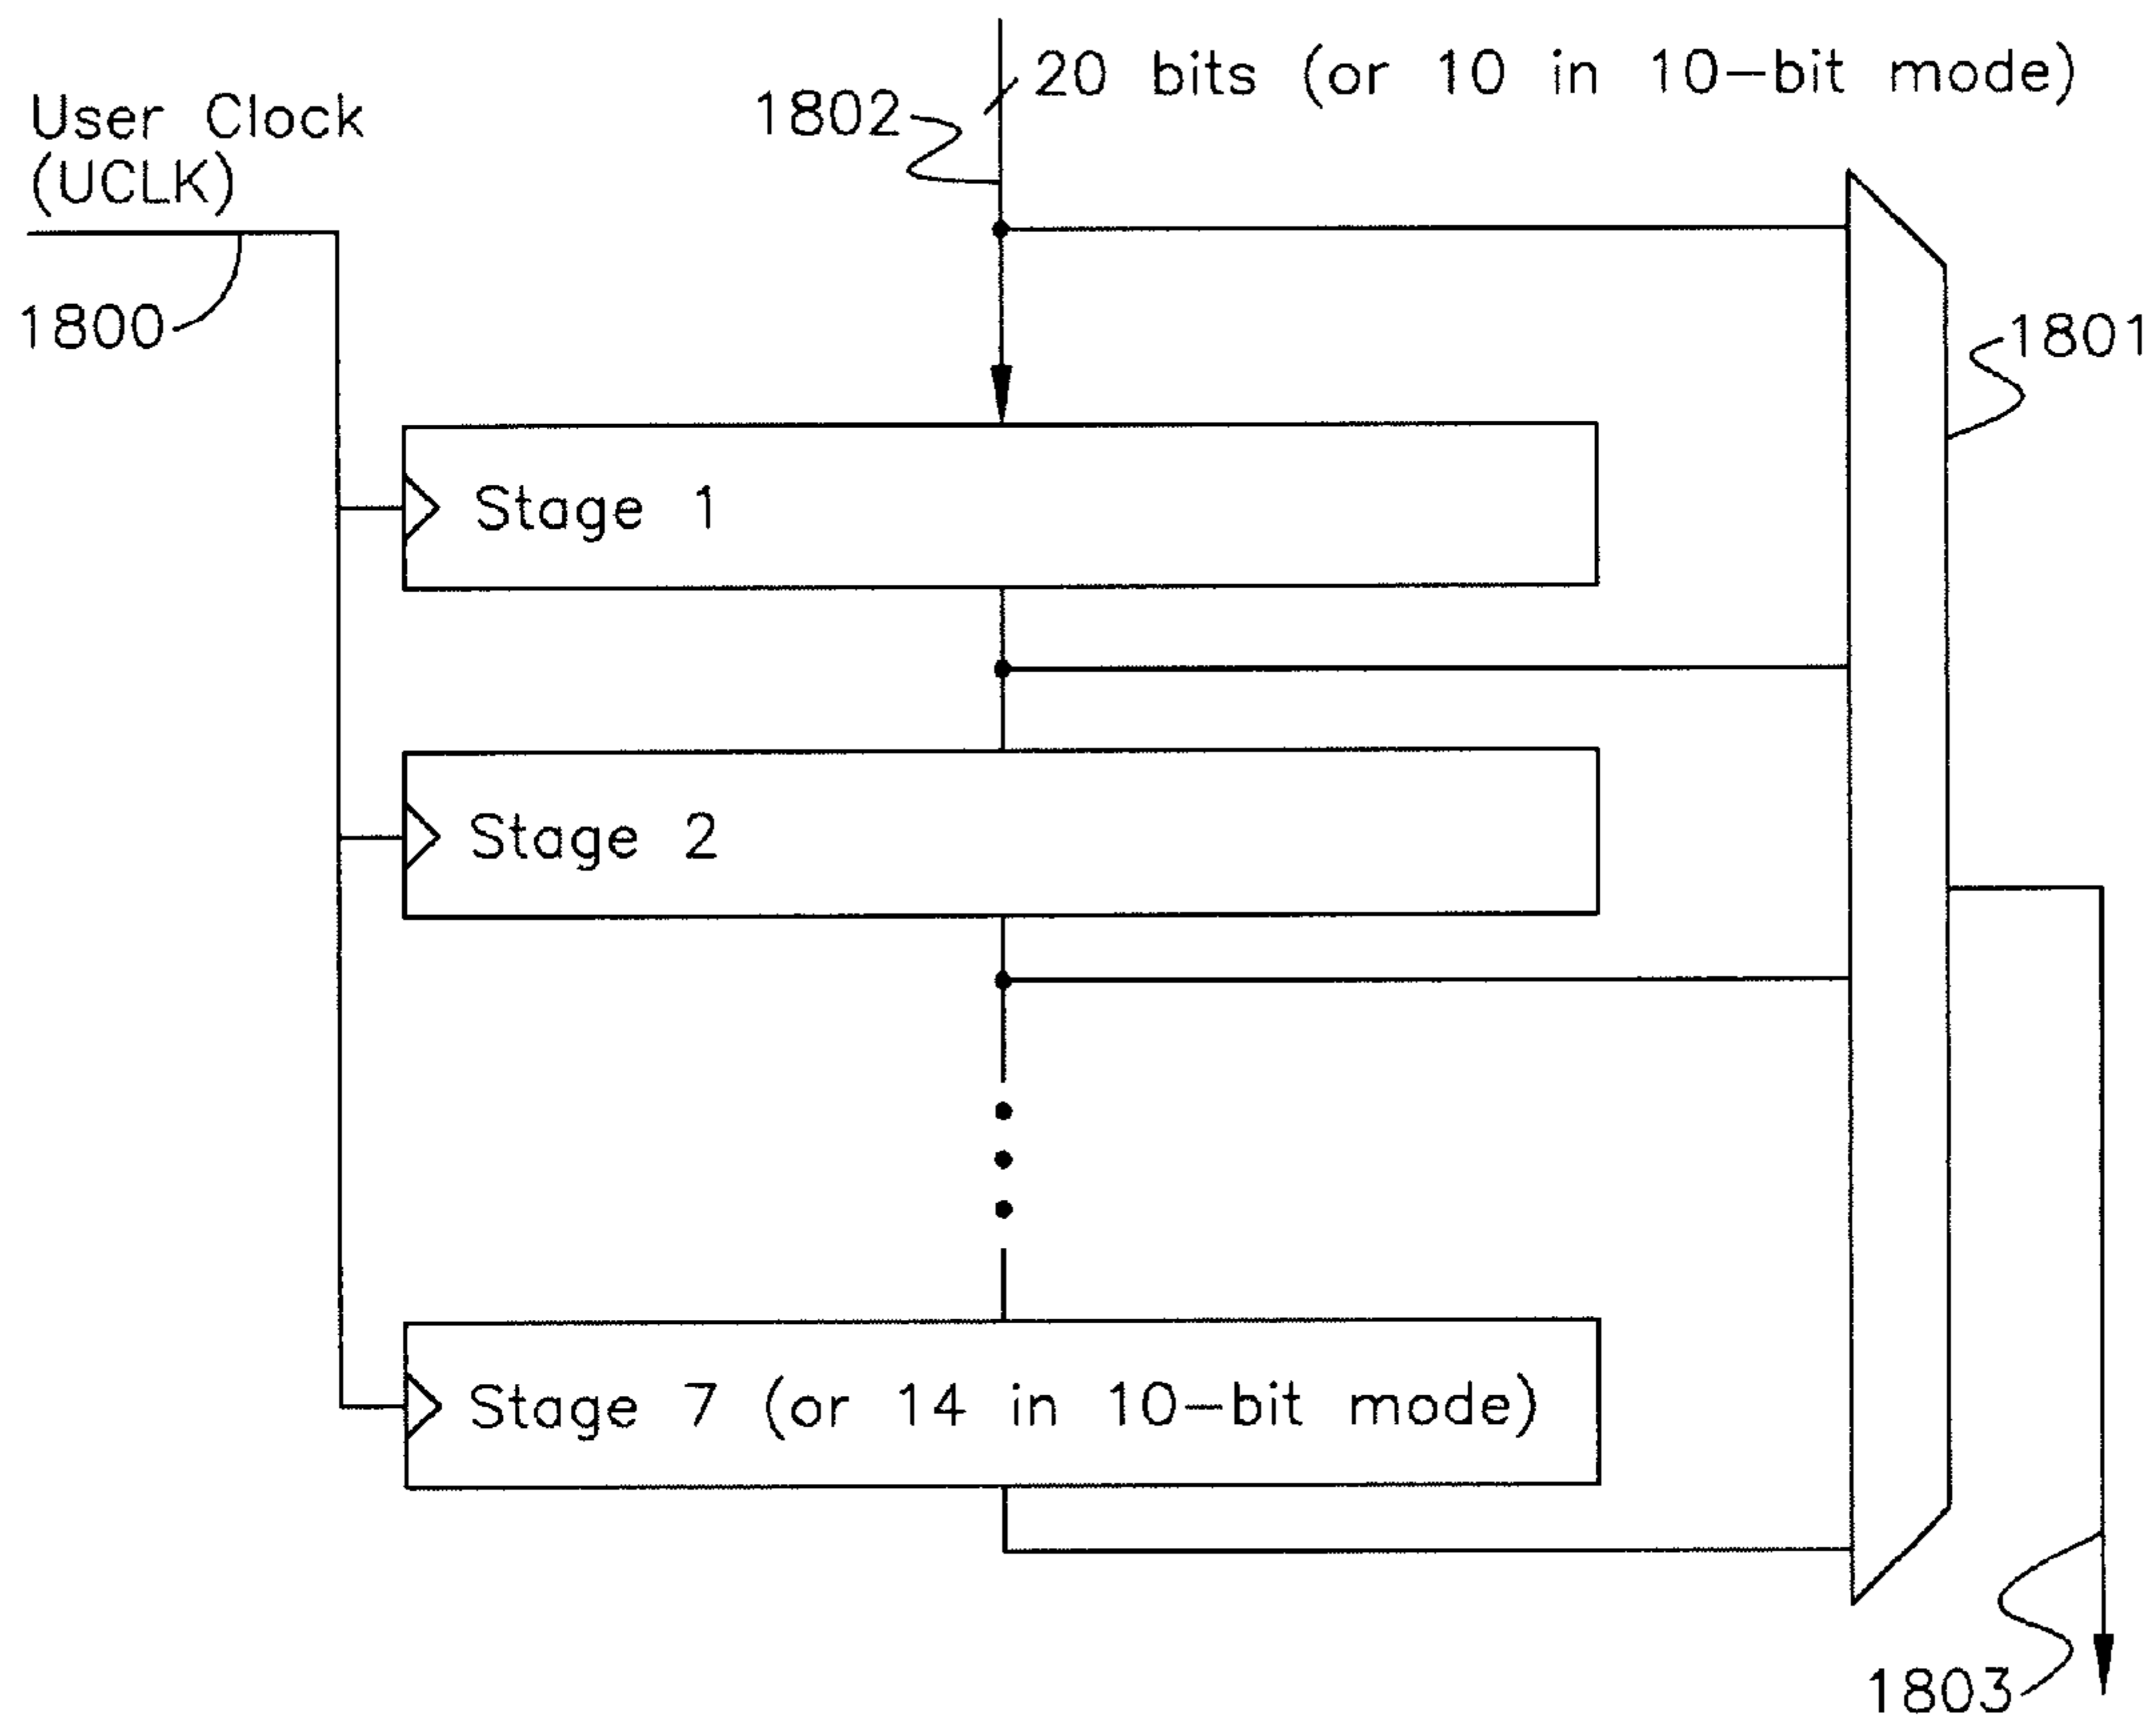 20 bits (or 10 in 10-bit mode)
1802
User Clock
(UCLK)
1800
1801
Stage 1
Stage 2
Stage 7 (or 14 in 10-bit mode)
1803